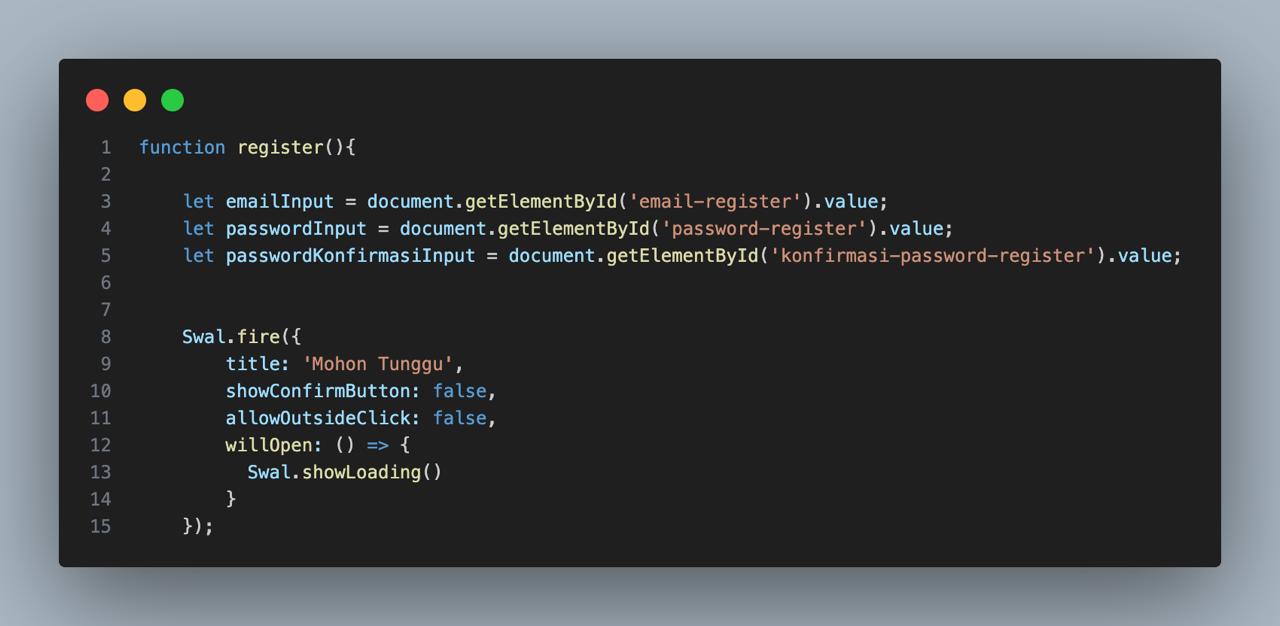 1 function register(){
2
3 let emailInput = document.getElementById('email-register').value;
4 let passwordInput = document.getElementById('password-register').value;
5 let passwordKonfirmasiInput = document.getElementById('konfirmasi-password-register').value;
6
7
8 Swal.fire({
9 title: 'Mohon Tunggu',
10 showConfirmButton: false,
11 allowOutsideClick: false,
12 willOpen: () => {
13 Swal.showLoading()
14 }
15 });